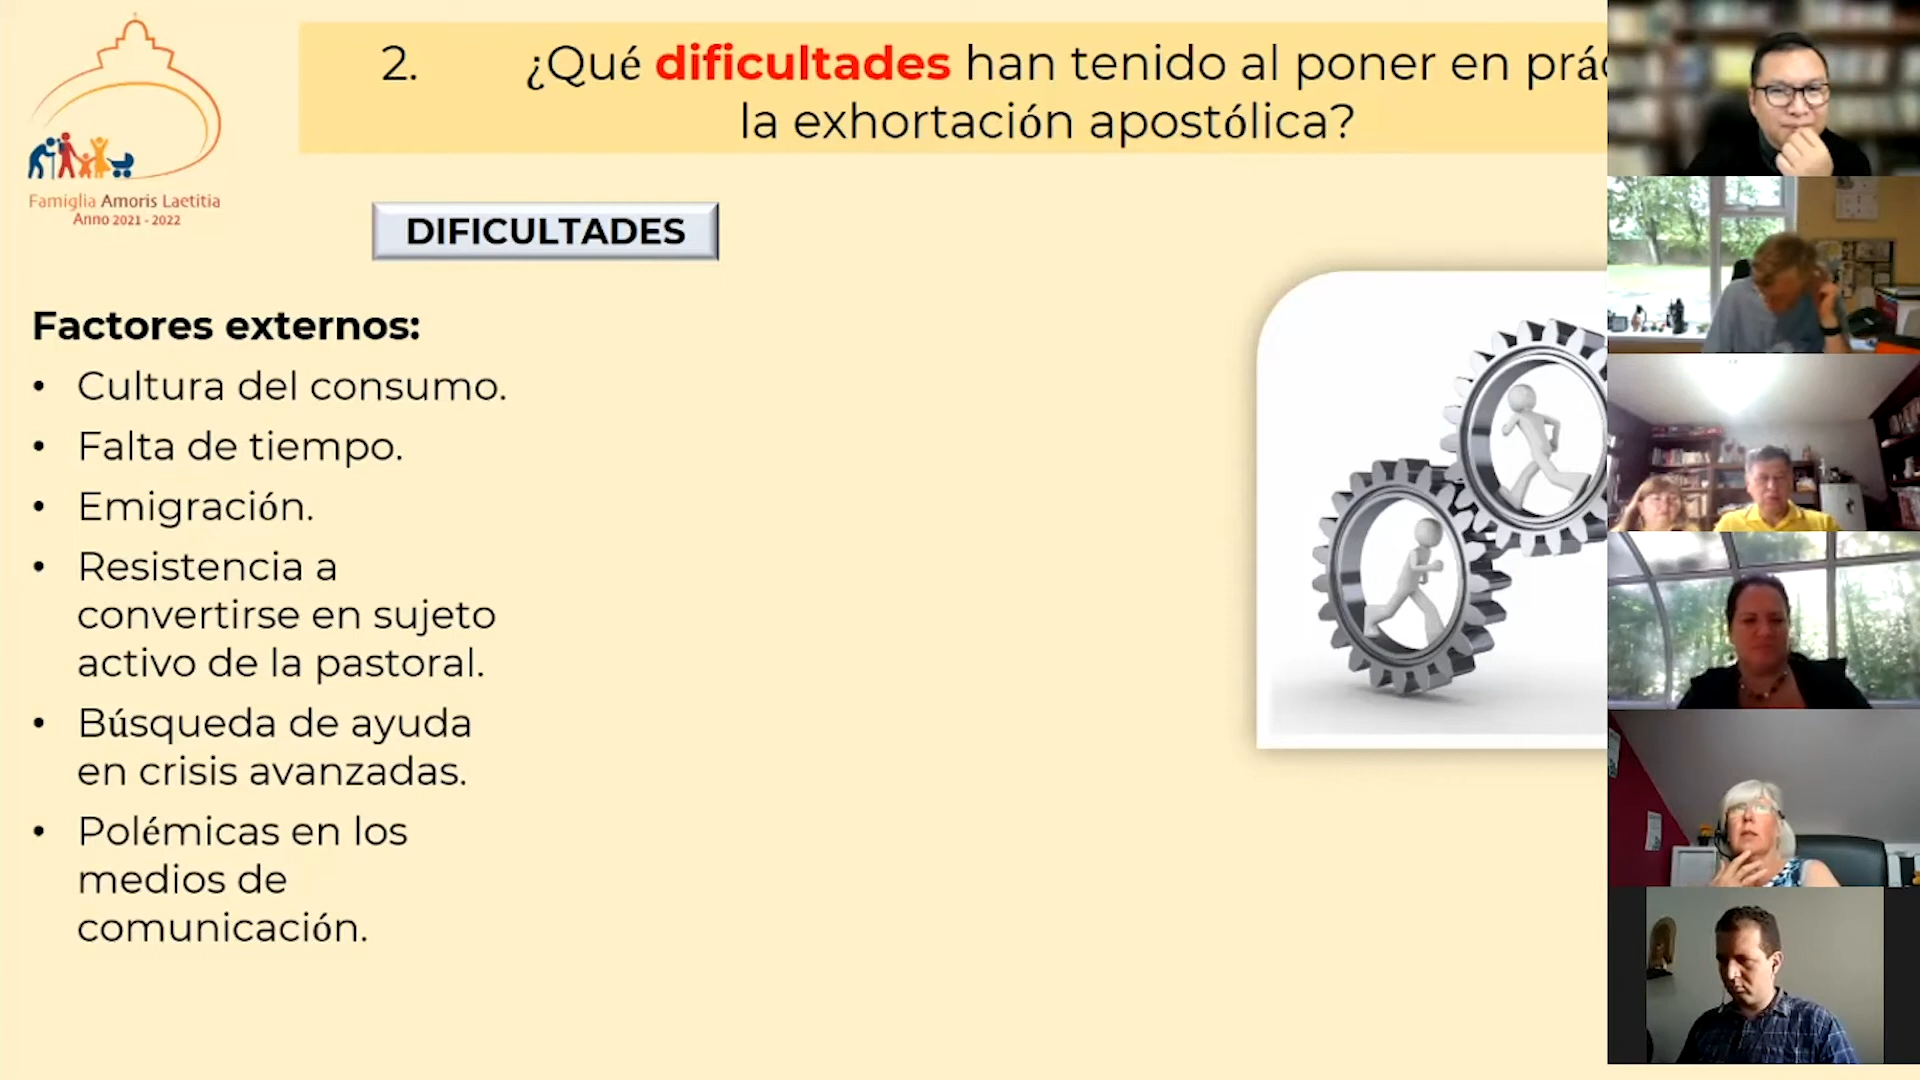 2. ¿Qué dificultades han tenido al poner en prác
la exhortación apostólica?
Famiglia Amoris Laetitia
Anno 2021 - 2022
DIFICULTADES
Factores externos:
• Cultura del consumo.
• Falta de tiempo.
• Emigración.
• Resistencia a
convertirse en sujeto
activo de la pastoral.
• Búsqueda de ayuda
en crisis avanzadas.
• Polémicas en los
medios de
comunicación.